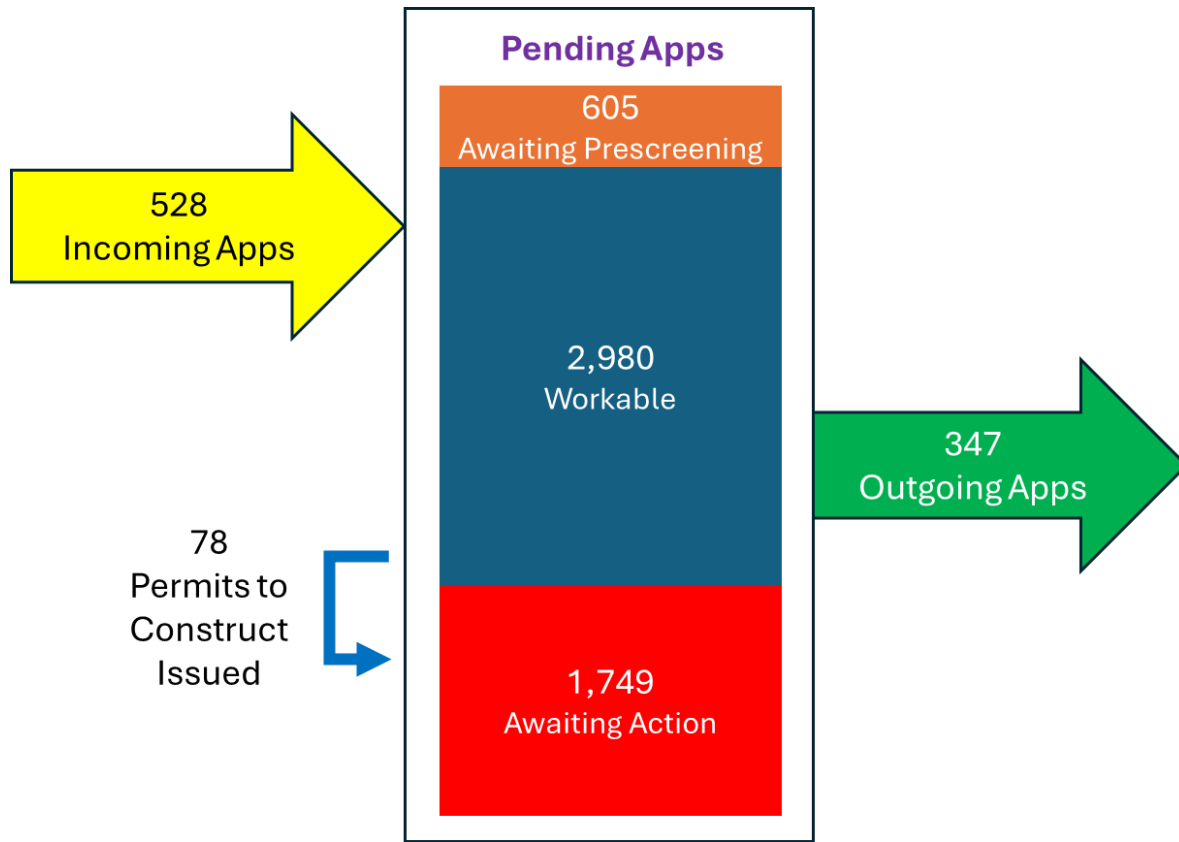 Pending Apps
605
Awaiting Prescreening
528
Incoming Apps
2,980
Workable
347
Outgoing Apps
78
Permits to
Construct
Issued
1,749
Awaiting Action